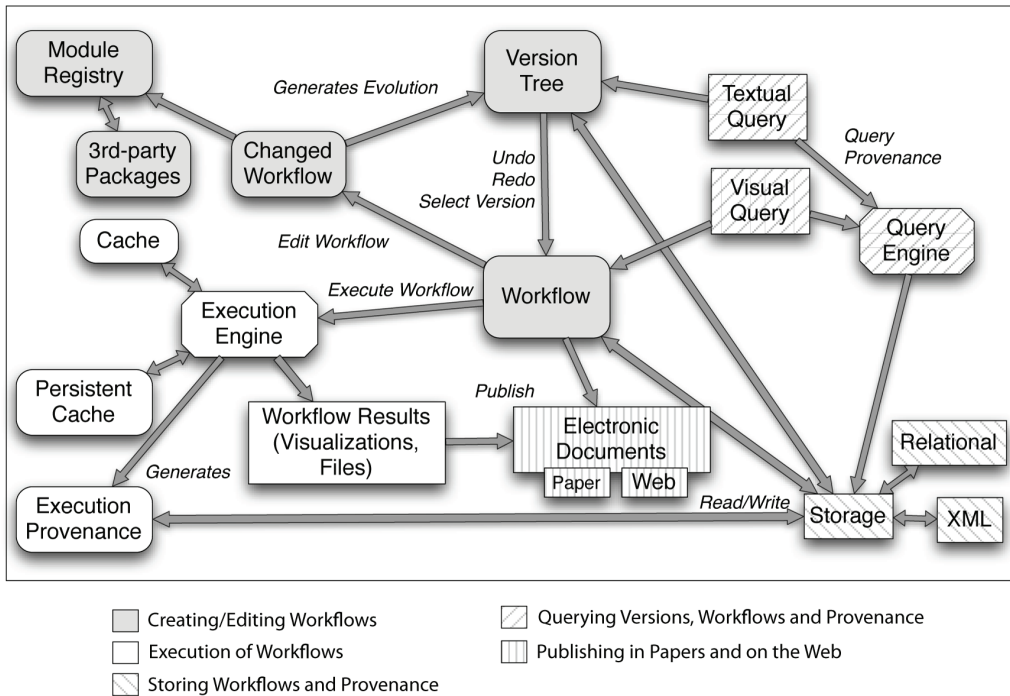 Module
Registry
Version
Tree
Generates Evolution
Textual
Query
3rd-party
Packages
Changed
Workflow
Undo
Redo
Select Version
Query
Provenance
Visual
Query
Cache
Edit Workflow
Query
Engine
Execute Workflow
Workflow
Execution
Engine
Persistent
Cache
Publish
Workflow Results
(Visualizations,
Files)
Electronic
Documents
Paper
Web
Relational
Generates
Execution
Provenance
Read/Write
Storage
XML
Creating/Editing Workflows
Execution of Workflows
Storing Workflows and Provenance
Querying Versions, Workflows and Provenance
Publishing in Papers and on the Web